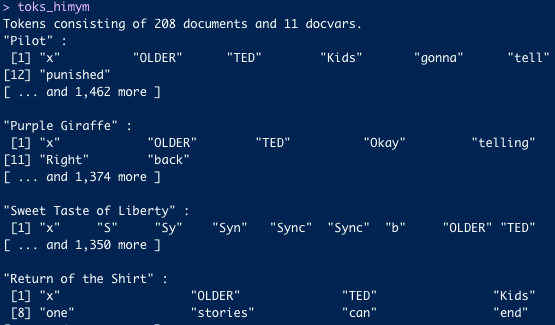 > toks_himym
Tokens consisting of 208 documents and 11 docvars.
"Pilot" :
[1] "x" "OLDER" "TED" "Kids" "gonna" "tell"
[12] "punished"
[ ... and 1,462 more ]
"Purple Giraffe" :
[1] "x" "OLDER" "TED" "Okay" "telling"
[11] "Right" "back"
[ ... and 1,374 more ]
"Sweet Taste of Liberty" :
[1] "x" "S" "Sy" "Syn" "Sync" "Sync" "b" "OLDER" "TED"
[ ... and 1,350 more ]
"Return of the Shirt" :
[1] "x" "OLDER" "TED" "Kids"
[8] "one" "stories" "can" "end"